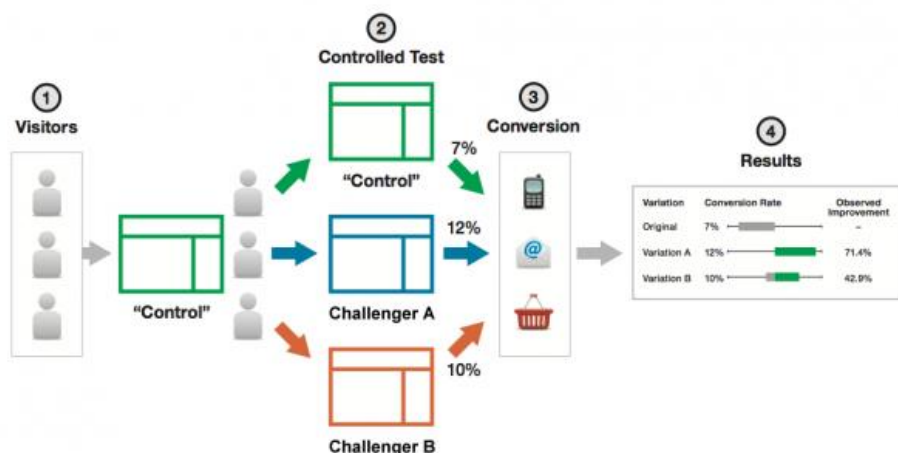 1
Visitors
"Control"
2
Controlled Test
"Control"
Challenger A
Challenger B
7%
12%
10%
3
Conversion
@
4
Results
Variation Conversion Rate Observed
Improvement
Original 7% –
Variation A 12% 71.4%
Variation B 10% 42.9%